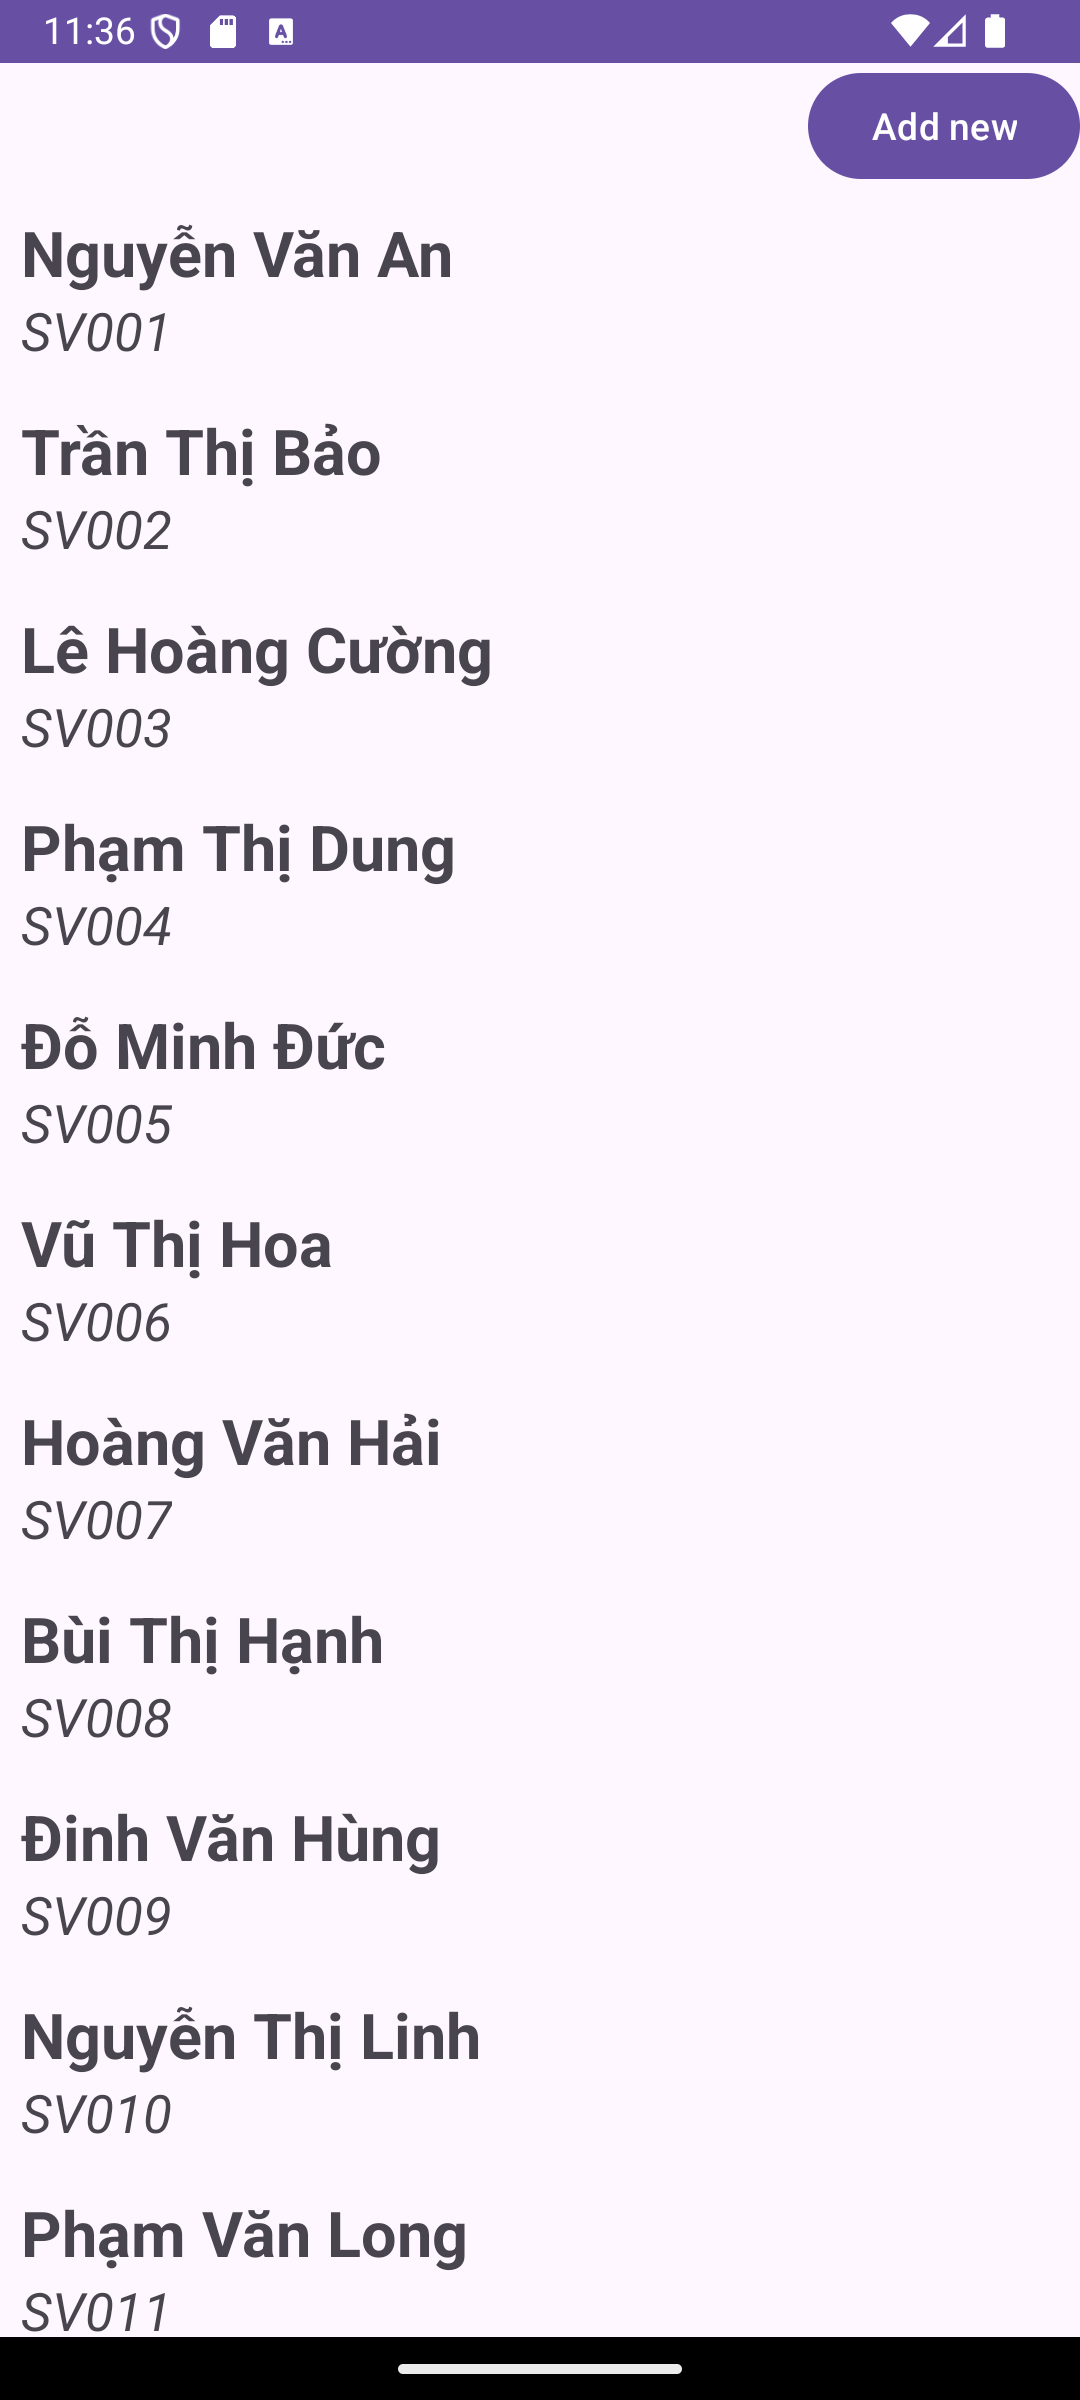 11:36
Add new
Nguyễn Văn An
SV001
Trần Thị Bảo
SV002
Lê Hoàng Cường
SV003
Phạm Thị Dung
SV004
Đỗ Minh Đức
SV005
Vũ Thị Hoa
SV006
Hoàng Văn Hải
SV007
Bùi Thị Hạnh
SV008
Đinh Văn Hùng
SV009
Nguyễn Thị Linh
SV010
Phạm Văn Long
SV011